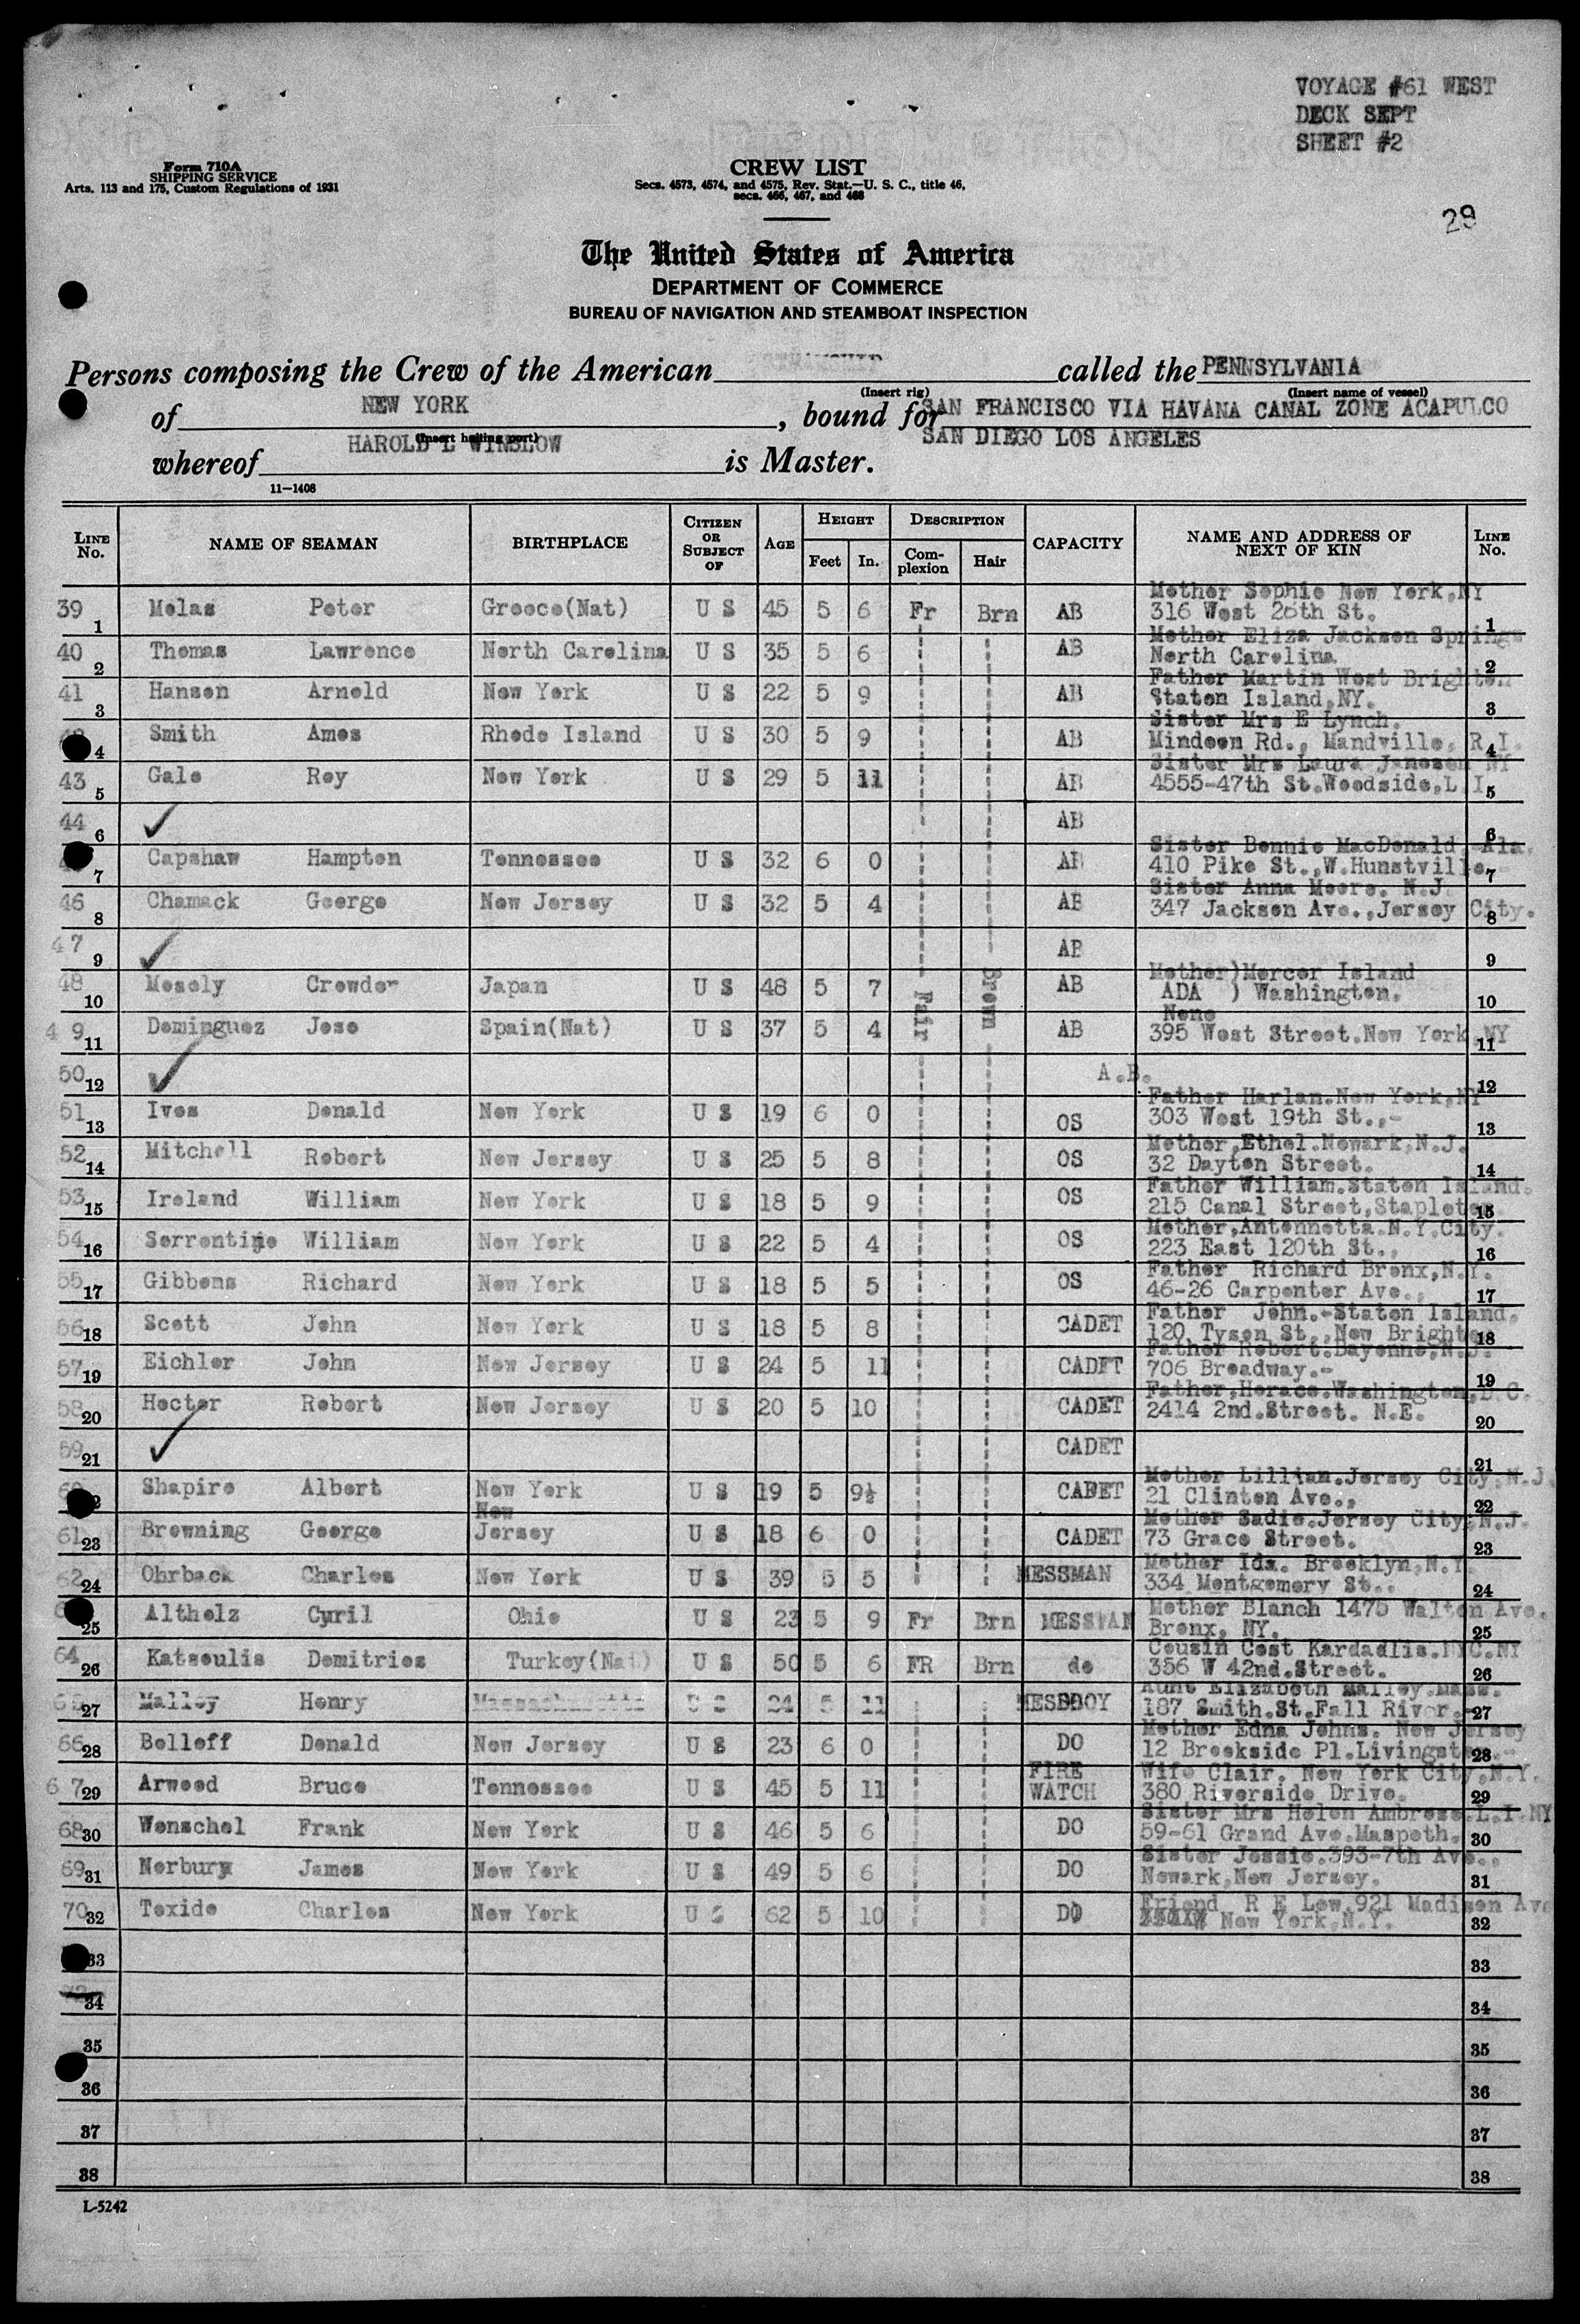 VOYAGE #61 WEST
DECK SEPT
SHEET #2
29
Form 710A
SHIPPING SERVICE
Arts. 113 and 175, Custom Regulations of 1931
CREW LIST
Secs. 4573, 4574, and 4575, Rev. Stat.—U. S. C., title 46,
secs. 466, 467, and 468
The United States of America
DEPARTMENT OF COMMERCE
BUREAU OF NAVIGATION AND STEAMBOAT INSPECTION
Persons composing the Crew of the American called the PENNSYLVANIA
(Insert rig) (Insert name of vessel)
of NEW YORK, bound for SAN FRANCISCO VIA HAVANA CANAL ZONE ACAPULCO
(Insert hailing port) SAN DIEGO LOS ANGELES
whereof HAROLD L WINSLOW is Master.
11—1408
LINE No. NAME OF SEAMAN BIRTHPLACE CITIZEN OR SUBJECT OF AGE HEIGHT Feet In. DESCRIPTION Complexion Hair CAPACITY NAME AND ADDRESS OF NEXT OF KIN LINE No.
Mother Sophie New York,NY
39 1 Melas Peter Greece(Nat) U S 45 5 6 Fr Brn AB 316 West 26th St. 1
Mother Eliza Jackson Springs
40 2 Thomas Lawrence North Carolina U S 35 5 6 AB North Carolina 2
Father Martin West Brighton
41 3 Hansen Arnold New York U S 22 5 9 AB Staten Island,NY. 3
Sister Mrs E Lynch.
4 Smith Amos Rhode Island U S 30 5 9 AB Mindeen Rd., Mandville, R.I. 4
Sister Mrs Laura Janesen NY
43 5 Gale Roy New York U S 29 5 11 AB 4555-47th St.Woodside,L.I. 5
44 6 ✓ AB 6
Sister Bennie MacDonald. Ala.
7 Capshaw Hampton Tennessee U S 32 6 0 AB 410 Pike St.,W.Hunstville,- 7
Sister Anna Moore. N.J.
46 8 Chamack George New Jersey U S 32 5 4 AB 347 Jackson Ave.,Jersey City. 8
47 9 ✓ AB 9
Mother)Mercer Island
48 10 Mosely Crowder Japan U S 48 5 7 Fair Brown AB ADA ) Washington. 10
None
49 11 Dominguez Jose Spain(Nat) U S 37 5 4 AB 395 West Street.New York,NY 11
50 12 ✓ A.B. 12
Father Harlan.New York,NY
51 13 Ives Donald New York U S 19 6 0 OS 303 West 19th St.,- 13
Mother,Ethel.Newark,N.J.
52 14 Mitchell Robert New Jersey U S 25 5 8 OS 32 Dayton Street. 14
Father William.Staten Island.
53 15 Ireland William New York U S 18 5 9 OS 215 Canal Street,Stapleton. 15
Mother,Antonnetta.N.Y.City.
54 16 Sorrentino William New York U S 22 5 4 OS 223 East 120th St., 16
Father Richard Bronx,N.Y.
55 17 Gibbons Richard New York U S 18 5 5 OS 46-26 Carpenter Ave., 17
Father John.-Staten Island.
56 18 Scott John New York U S 18 5 8 CADET 120 Tysen St.,New Brighton 18
Father Robert.Bayonne,N.J.
57 19 Eichler John New Jersey U S 24 5 11 CADET 706 Broadway.- 19
Father,Horace.Washington,D.C.
58 20 Hector Robert New Jersey U S 20 5 10 CADET 2414 2nd.Street. N.E. 20
59 21 ✓ CADET 21
Mother Lillian.Jersey City,N.J.
22 Shapiro Albert New York U S 19 5 9½ CADET 21 Clinton Ave., 22
New Mother Sadie.Jersey City,N.J.
61 23 Browning George Jersey U S 18 6 0 CADET 73 Grace Street. 23
Mother Ida. Brooklyn,N.Y.
62 24 Ohrback Charles New York U S 39 5 5 MESSMAN 334 Montgomery St.. 24
Mother Blanch 1475 Walton Ave.
25 Altholz Cyril Ohio U S 23 5 9 Fr Brn MESSMAN Bronx, NY. 25
Cousin Cost Kardadlis.NYC.NY
64 26 Katsoulis Demitrios Turkey(Nat) U S 50 5 6 FR Brn do 356 W 42nd.Street. 26
Aunt Elizabeth Malley.Mass.
65 27 Malley Henry Massachusetts U S 24 5 11 MESSBOY 187 Smith.St.Fall River.- 27
Mother Edna Johns. New Jersey
66 28 Belloff Donald New Jersey U S 23 6 0 DO 12 Brookside Pl.Livingston.- 28
FIRE Wife Clair. New York City,N.Y.
67 29 Arwood Bruce Tennessee U S 45 5 11 WATCH 380 Riverside Drive. 29
Sister Mrs Helen Ambrose.L.I.NY
68 30 Wenschel Frank New York U S 46 5 6 DO 59-61 Grand Ave.Maspeth. 30
Sister Jessie.393-7th Ave.,
69 31 Norbury James New York U S 49 5 6 DO Newark,New Jersey. 31
Friend R E Low.921 Madison Ave
70 32 Texido Charles New York U S 62 5 10 DO New York,N.Y. 32
33 33
34 34
35 35
36 36
37 37
38 38
L-5242